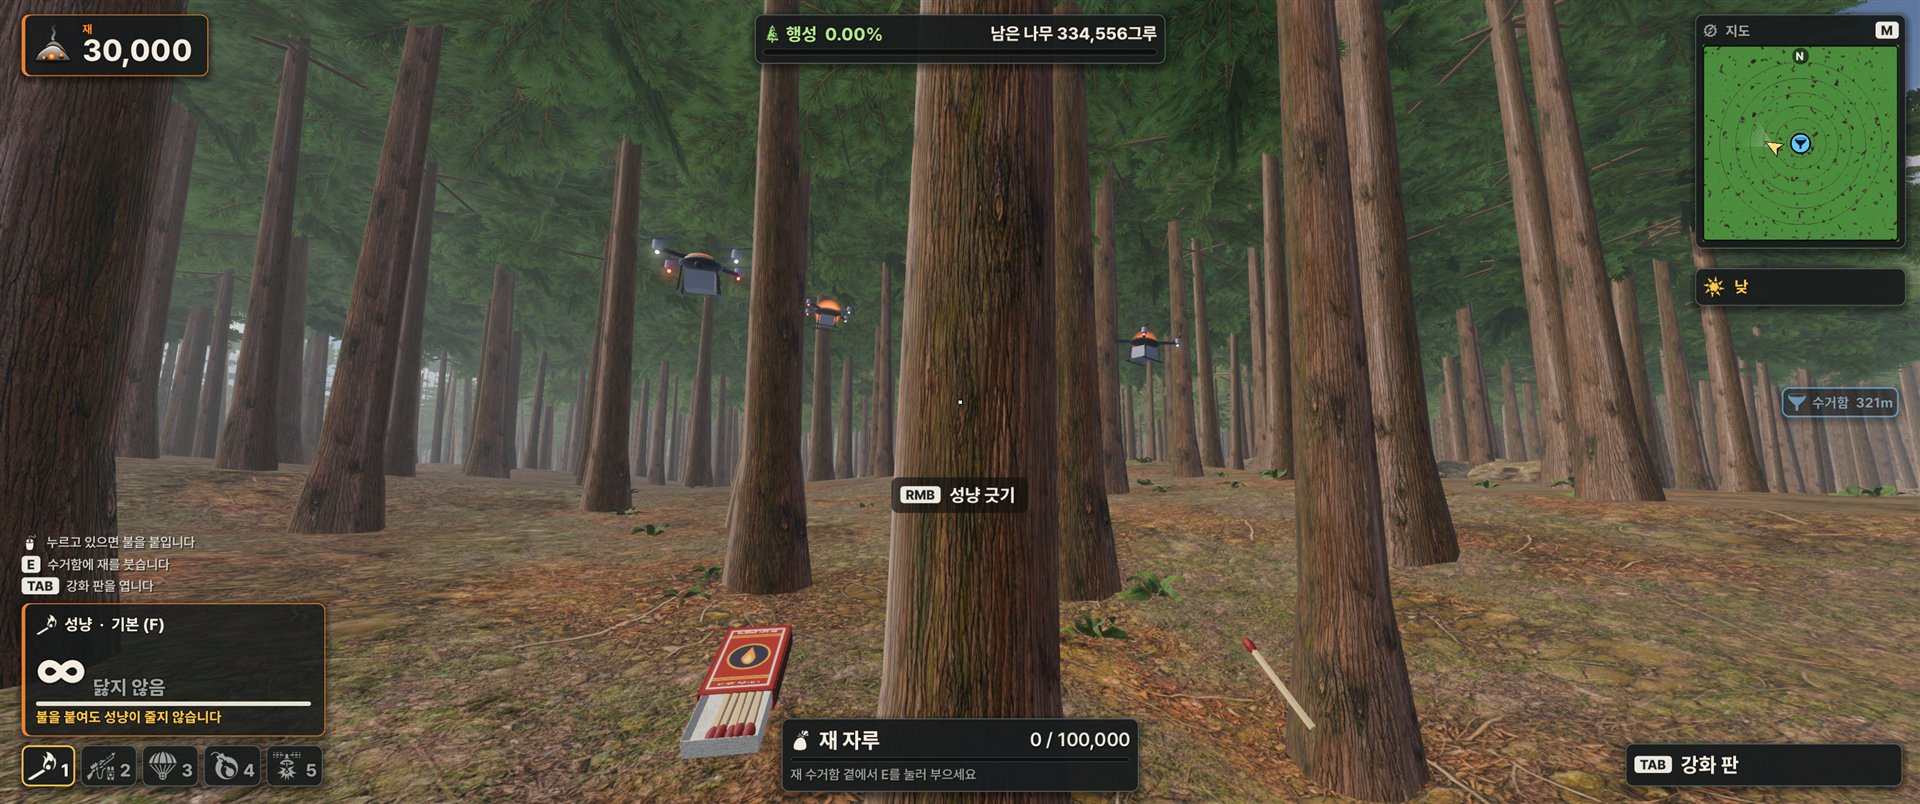 재
30,000
행성 0.00%
남은 나무 334,556그루
지도
M
N
낮
수거함 321m
RMB 성냥 긋기
누르고 있으면 불을 붙입니다
E 수거함에 재를 붓습니다
TAB 강화 판을 엽니다
성냥 · 기본 (F)
∞ 닳지 않음
불을 붙여도 성냥이 줄지 않습니다
1
2
3
4
5
재 자루
0 / 100,000
재 수거함 곁에서 E를 눌러 부으세요
TAB 강화 판